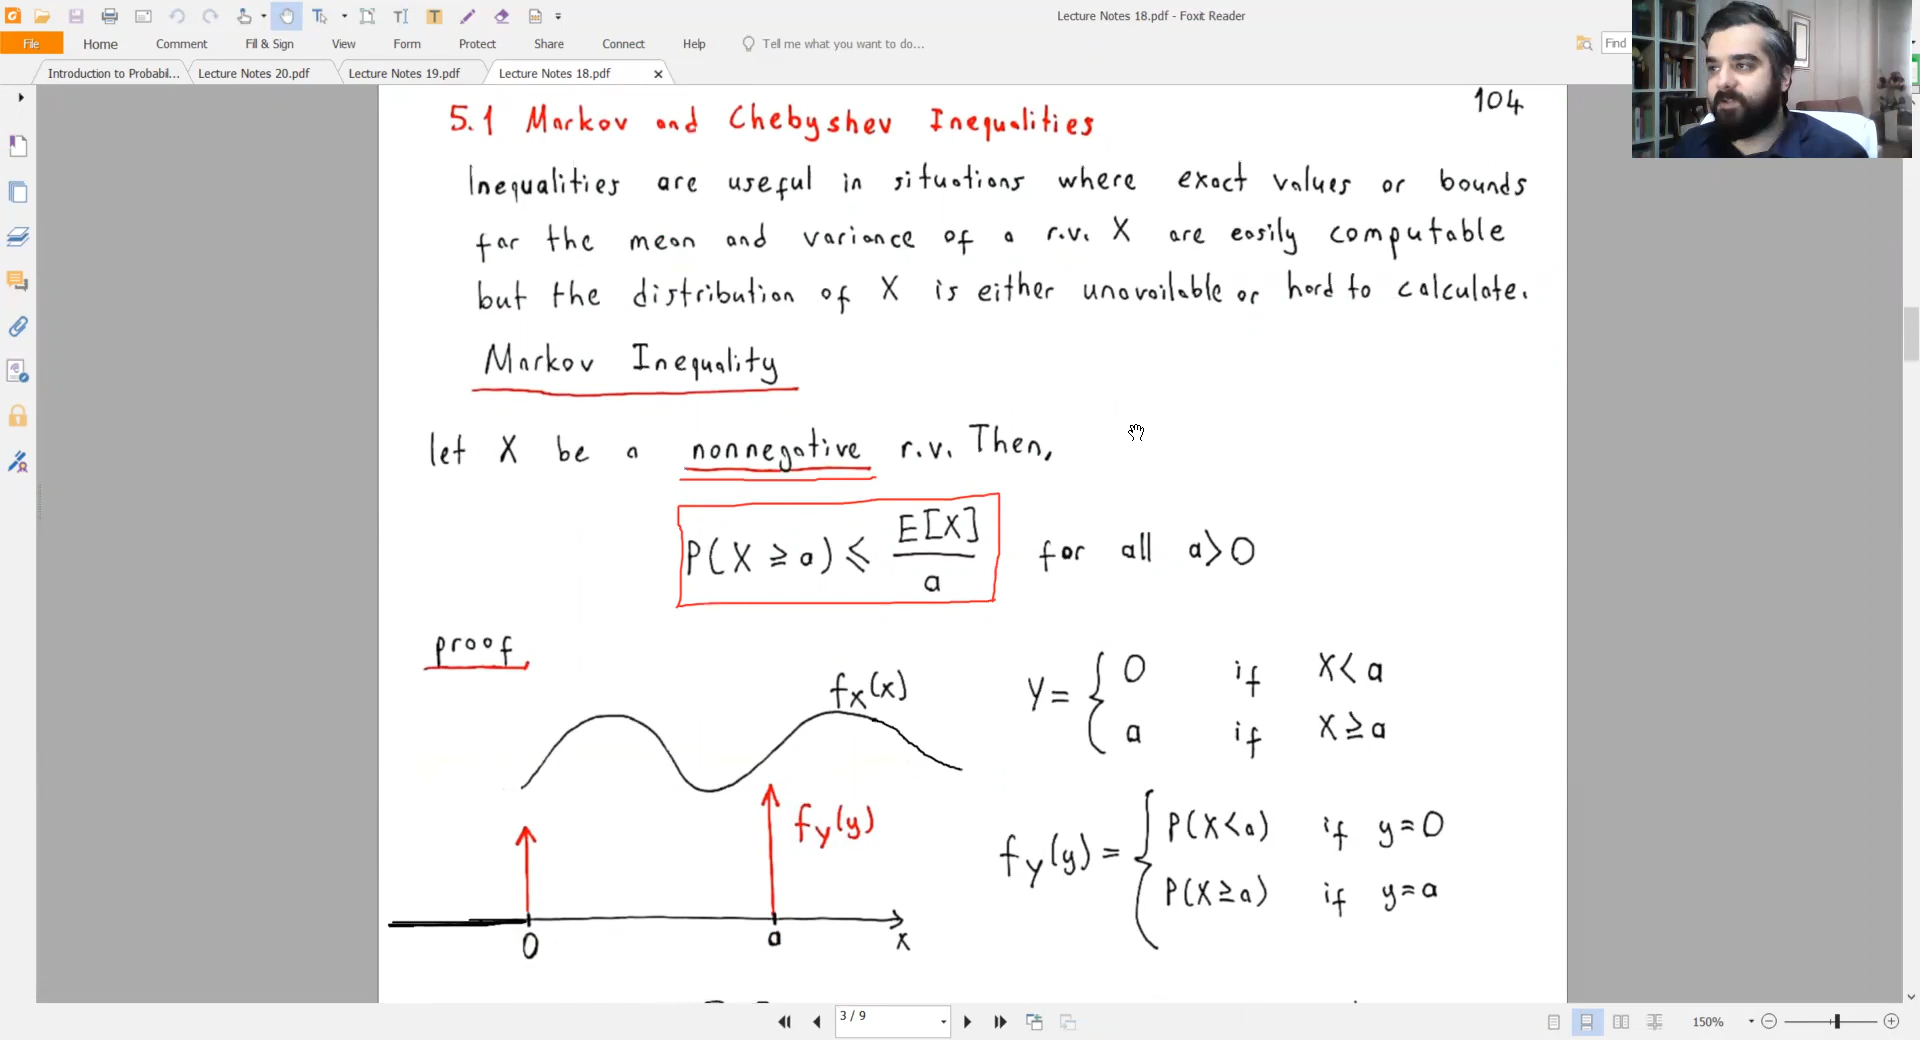 Lecture Notes 18.pdf - Foxit Reader
File Home Comment Fill & Sign View Form Protect Share Connect Help Tell me what you want to do... Find
Introduction to Probabil... Lecture Notes 20.pdf Lecture Notes 19.pdf Lecture Notes 18.pdf
104
5.1 Markov and Chebyshev Inequalities
Inequalities are useful in situations where exact values or bounds
for the mean and variance of a r.v. X are easily computable
but the distribution of X is either unavailable or hard to calculate.
Markov Inequality
let X be a nonnegative r.v. Then,
P(X ≥ a) ≤ E[X] / a for all a>0
proof
f_X(x)
Y = { 0 if X < a
a if X ≥ a
f_Y(y)
f_Y(y) = { P(X<a) if y=0
P(X≥a) if y=a
0 a x
3 / 9
150%